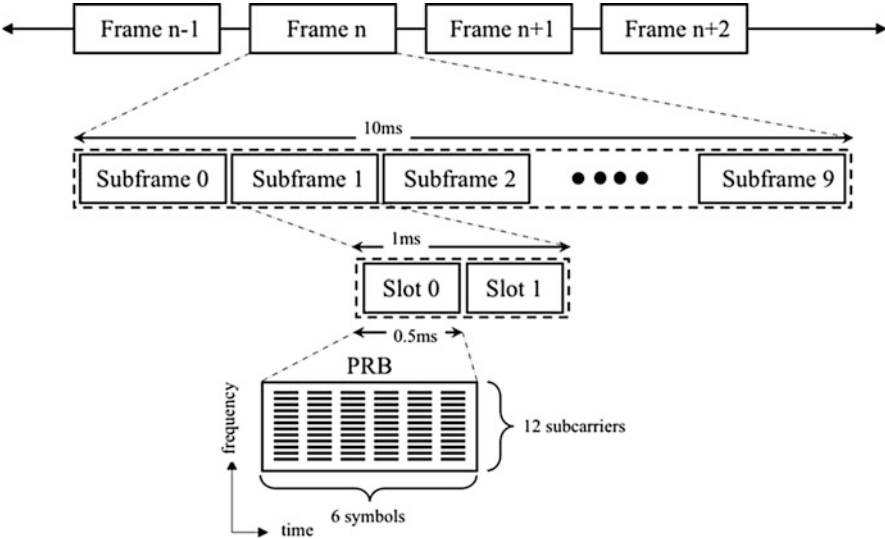 Frame n-1
Frame n
Frame n+1
Frame n+2
10ms
Subframe 0
Subframe 1
Subframe 2
Subframe 9
1ms
Slot 0
Slot 1
0.5ms
PRB
frequency
12 subcarriers
6 symbols
time